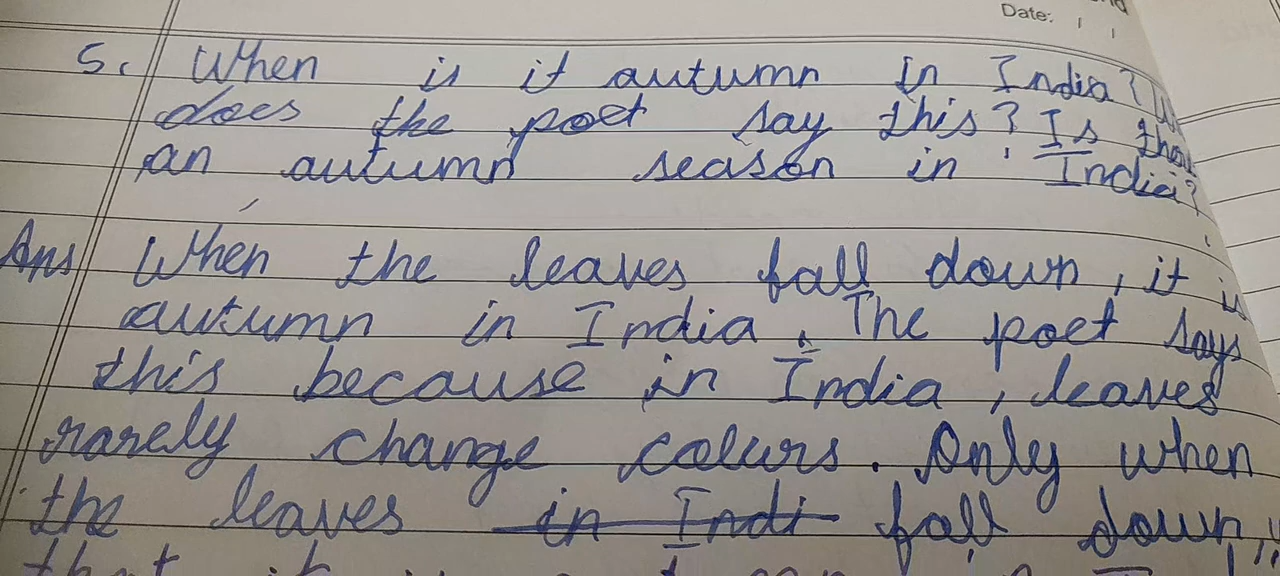 Date:
5. When is it autumn in India?
does the poet say this? Is
an autumn season in India?
Ans When the leaves fall down, it is
autumn in India. The poet says
this because in India, leaves
rarely change colurs. Only when
the leaves in Indi fall down,